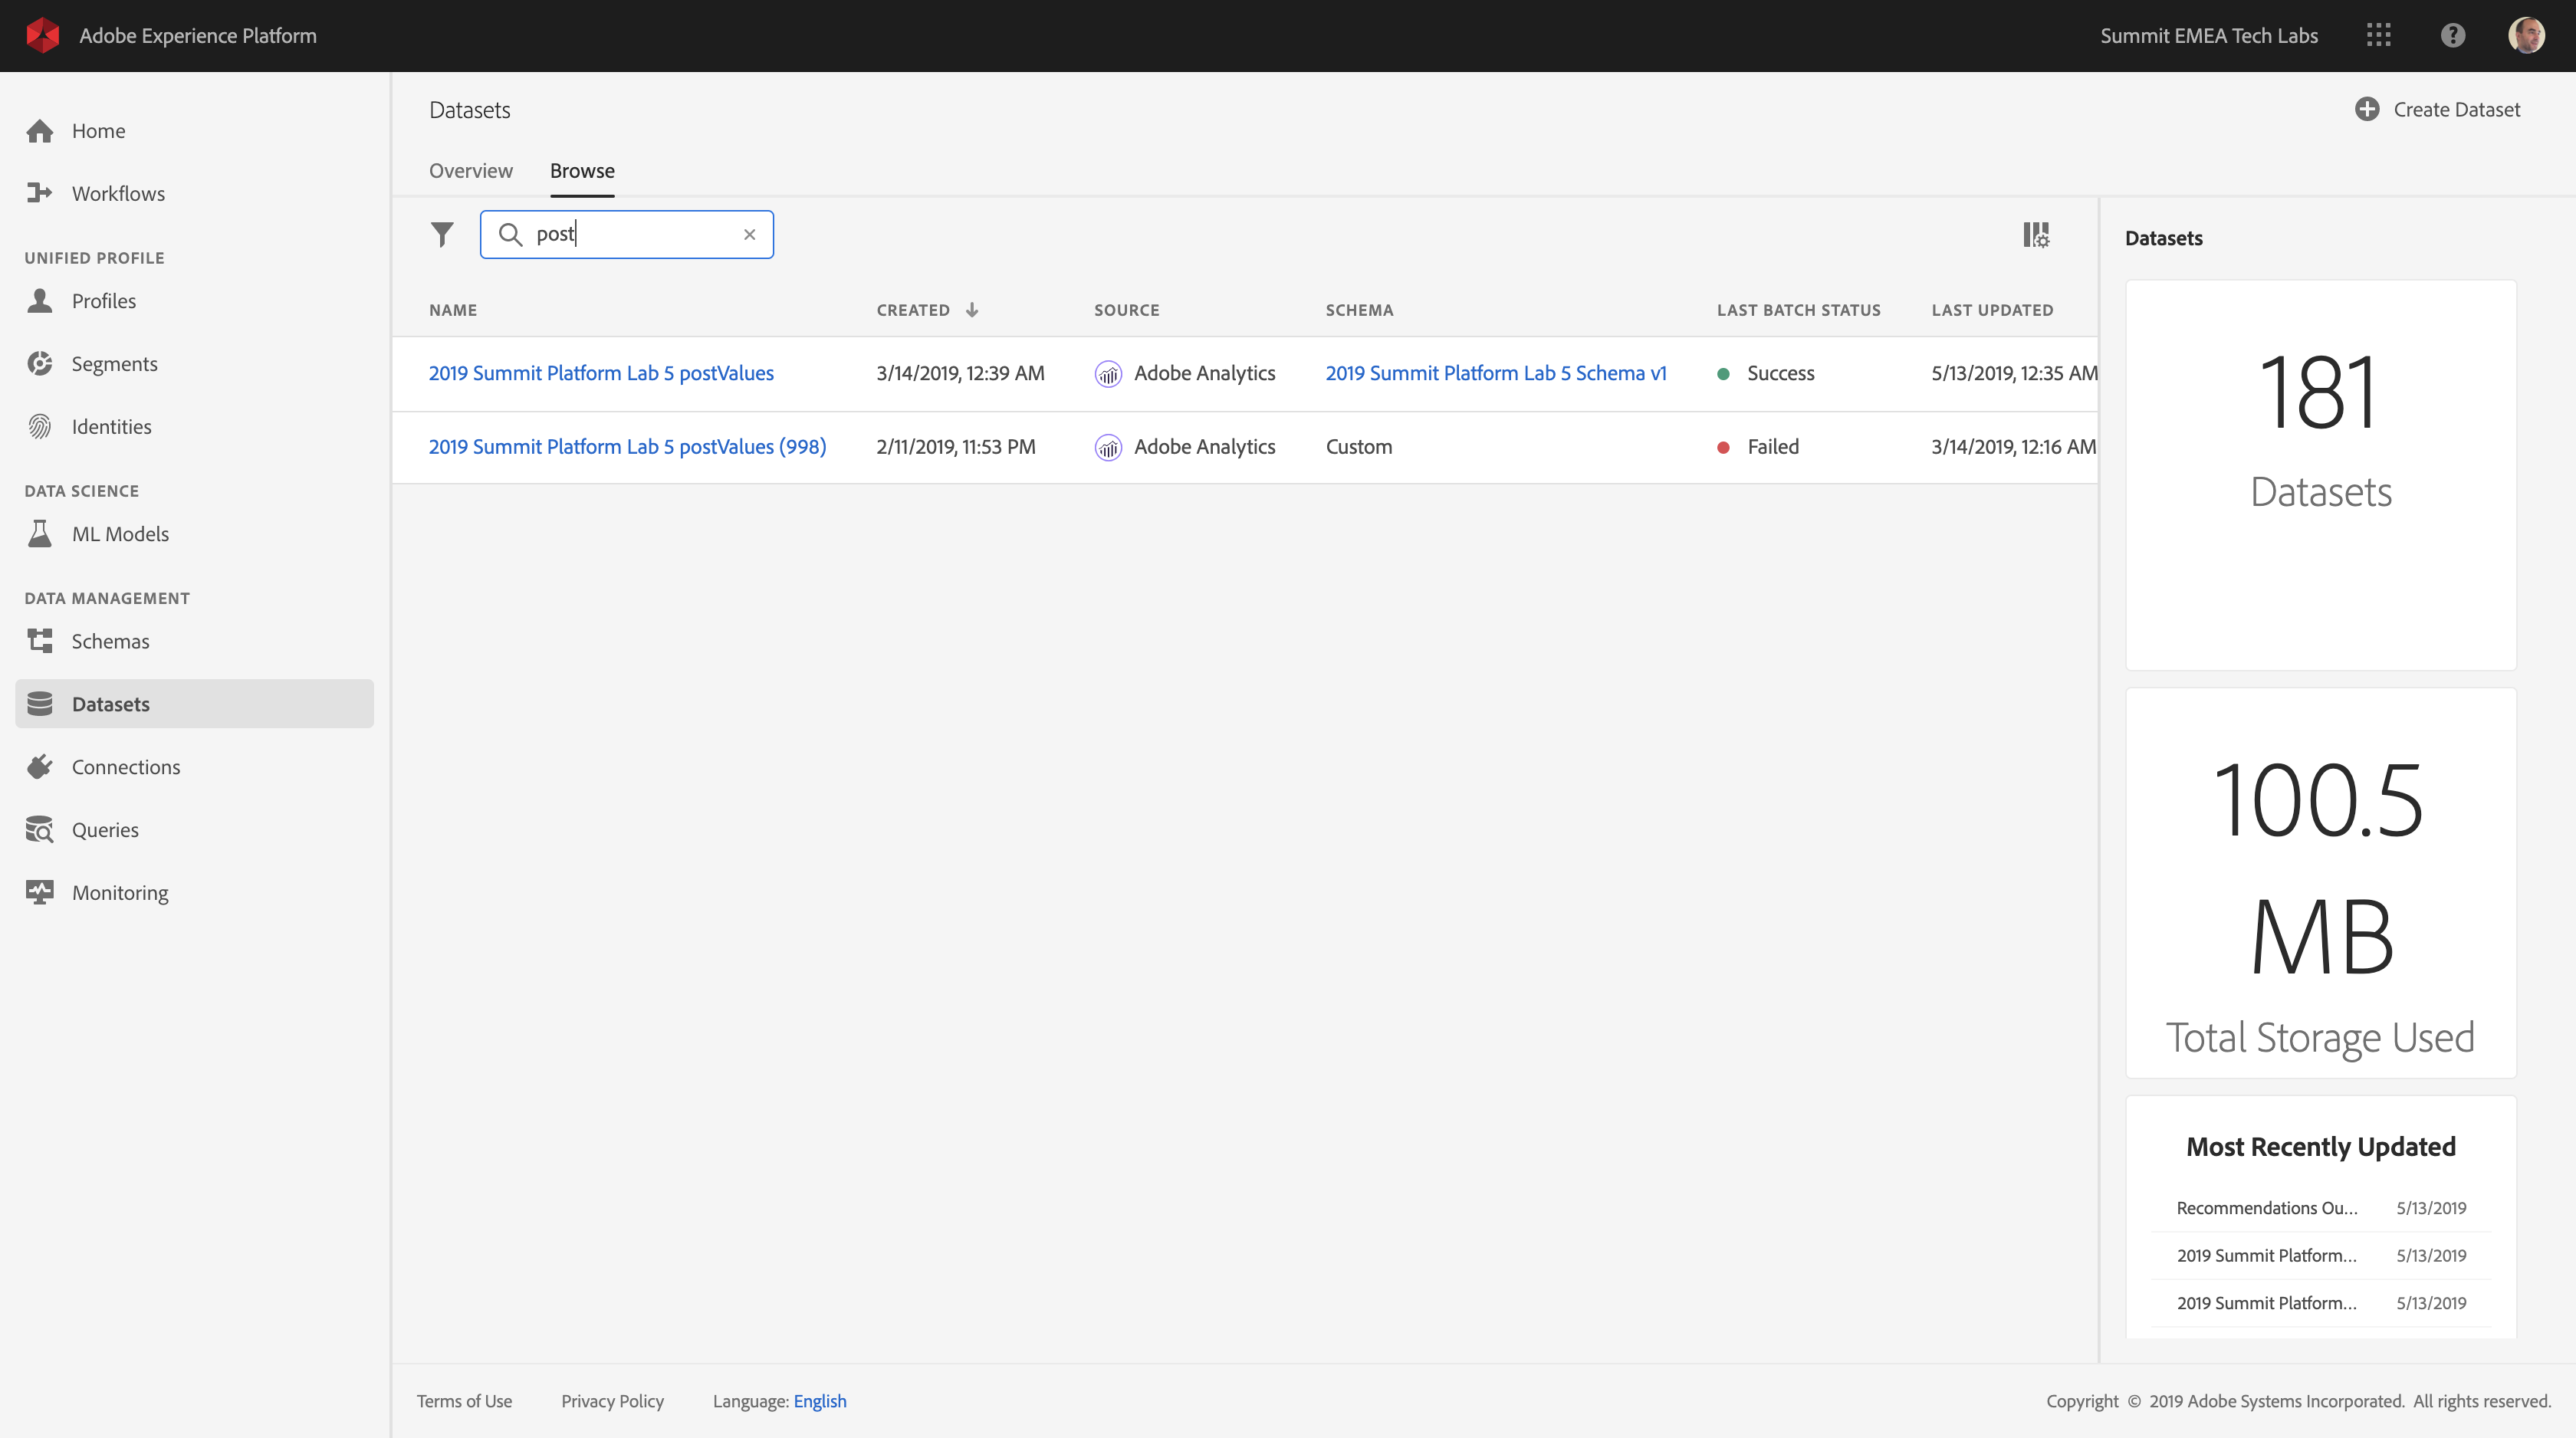 Adobe Experience Platform
Summit EMEA Tech Labs
Home
Workflows
UNIFIED PROFILE
Profiles
Segments
Identities
DATA SCIENCE
ML Models
DATA MANAGEMENT
Schemas
Datasets
Connections
Queries
Monitoring
Datasets
Create Dataset
Overview Browse
post
NAME CREATED SOURCE SCHEMA LAST BATCH STATUS LAST UPDATED
2019 Summit Platform Lab 5 postValues 3/14/2019, 12:39 AM Adobe Analytics 2019 Summit Platform Lab 5 Schema v1 Success 5/13/2019, 12:35 AM
2019 Summit Platform Lab 5 postValues (998) 2/11/2019, 11:53 PM Adobe Analytics Custom Failed 3/14/2019, 12:16 AM
Datasets
181
Datasets
100.5
MB
Total Storage Used
Most Recently Updated
Recommendations Ou... 5/13/2019
2019 Summit Platform... 5/13/2019
2019 Summit Platform... 5/13/2019
Terms of Use Privacy Policy Language: English
Copyright © 2019 Adobe Systems Incorporated. All rights reserved.